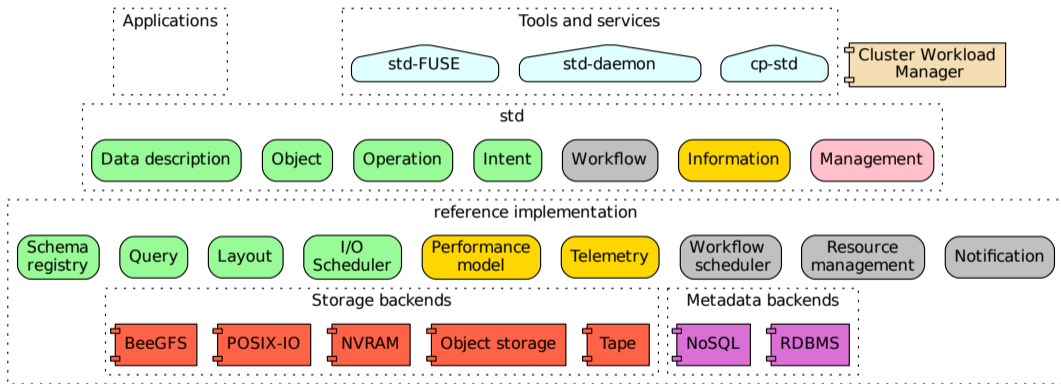 Applications
Tools and services
std-FUSE
std-daemon
cp-std
Cluster Workload
Manager
std
Data description
Object
Operation
Intent
Workflow
Information
Management
reference implementation
Schema
registry
Query
Layout
I/O
Scheduler
Performance
model
Telemetry
Workflow
scheduler
Resource
management
Notification
Storage backends
Metadata backends
BeeGFS
POSIX-IO
NVRAM
Object storage
Tape
NoSQL
RDBMS